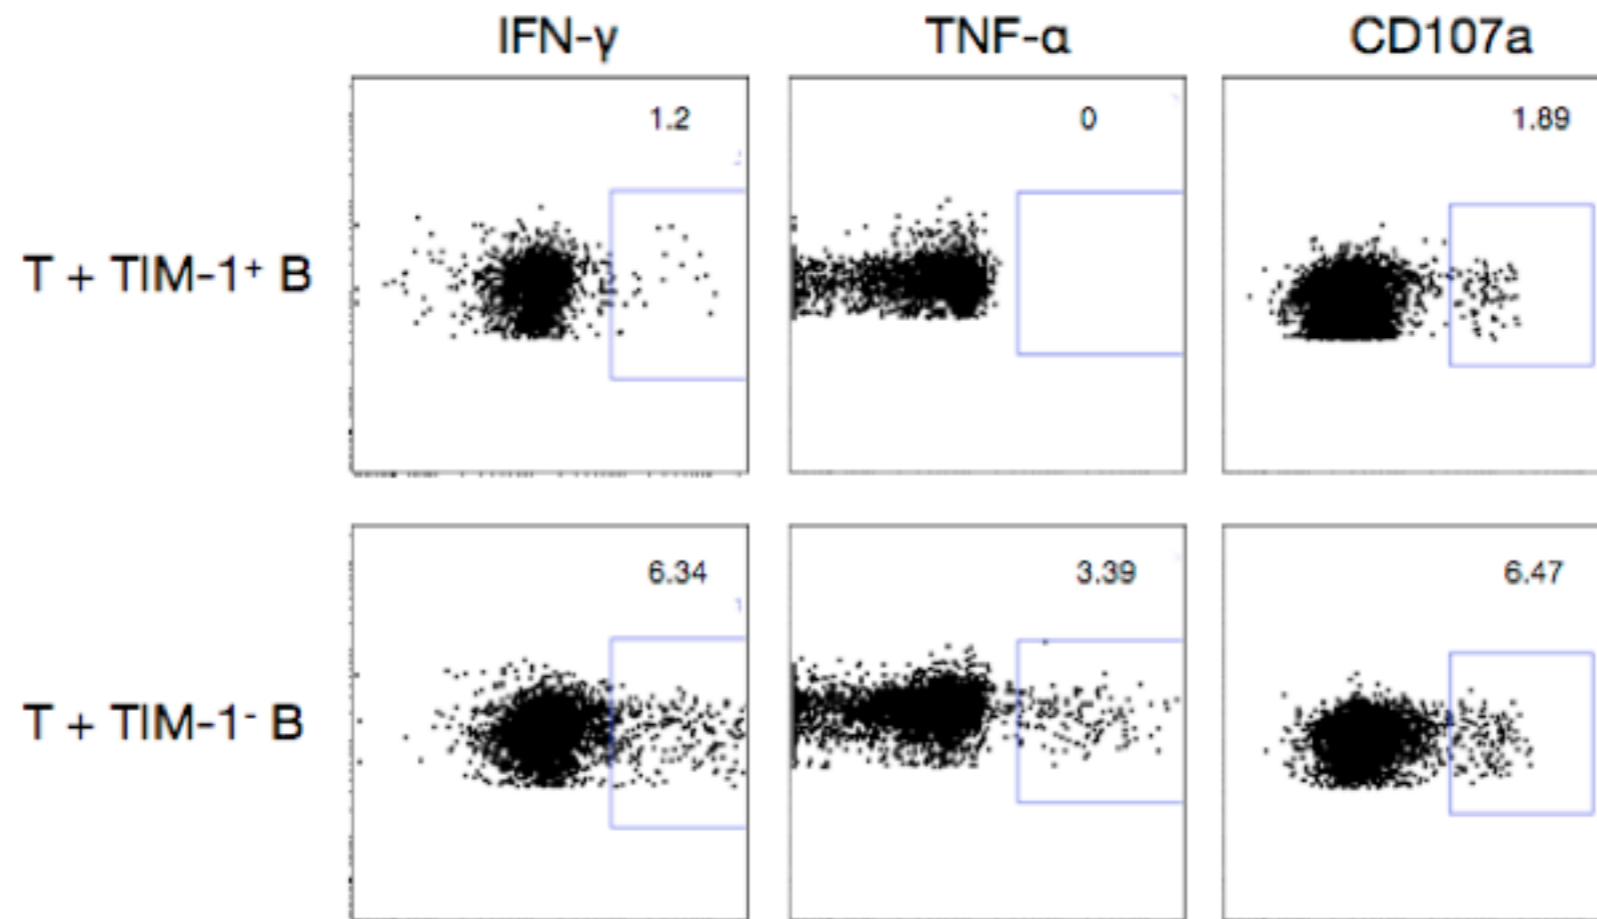 IFN-γ TNF-α CD107a
T + TIM-1⁺ B 1.2 0 1.89
T + TIM-1⁻ B 6.34 3.39 6.47